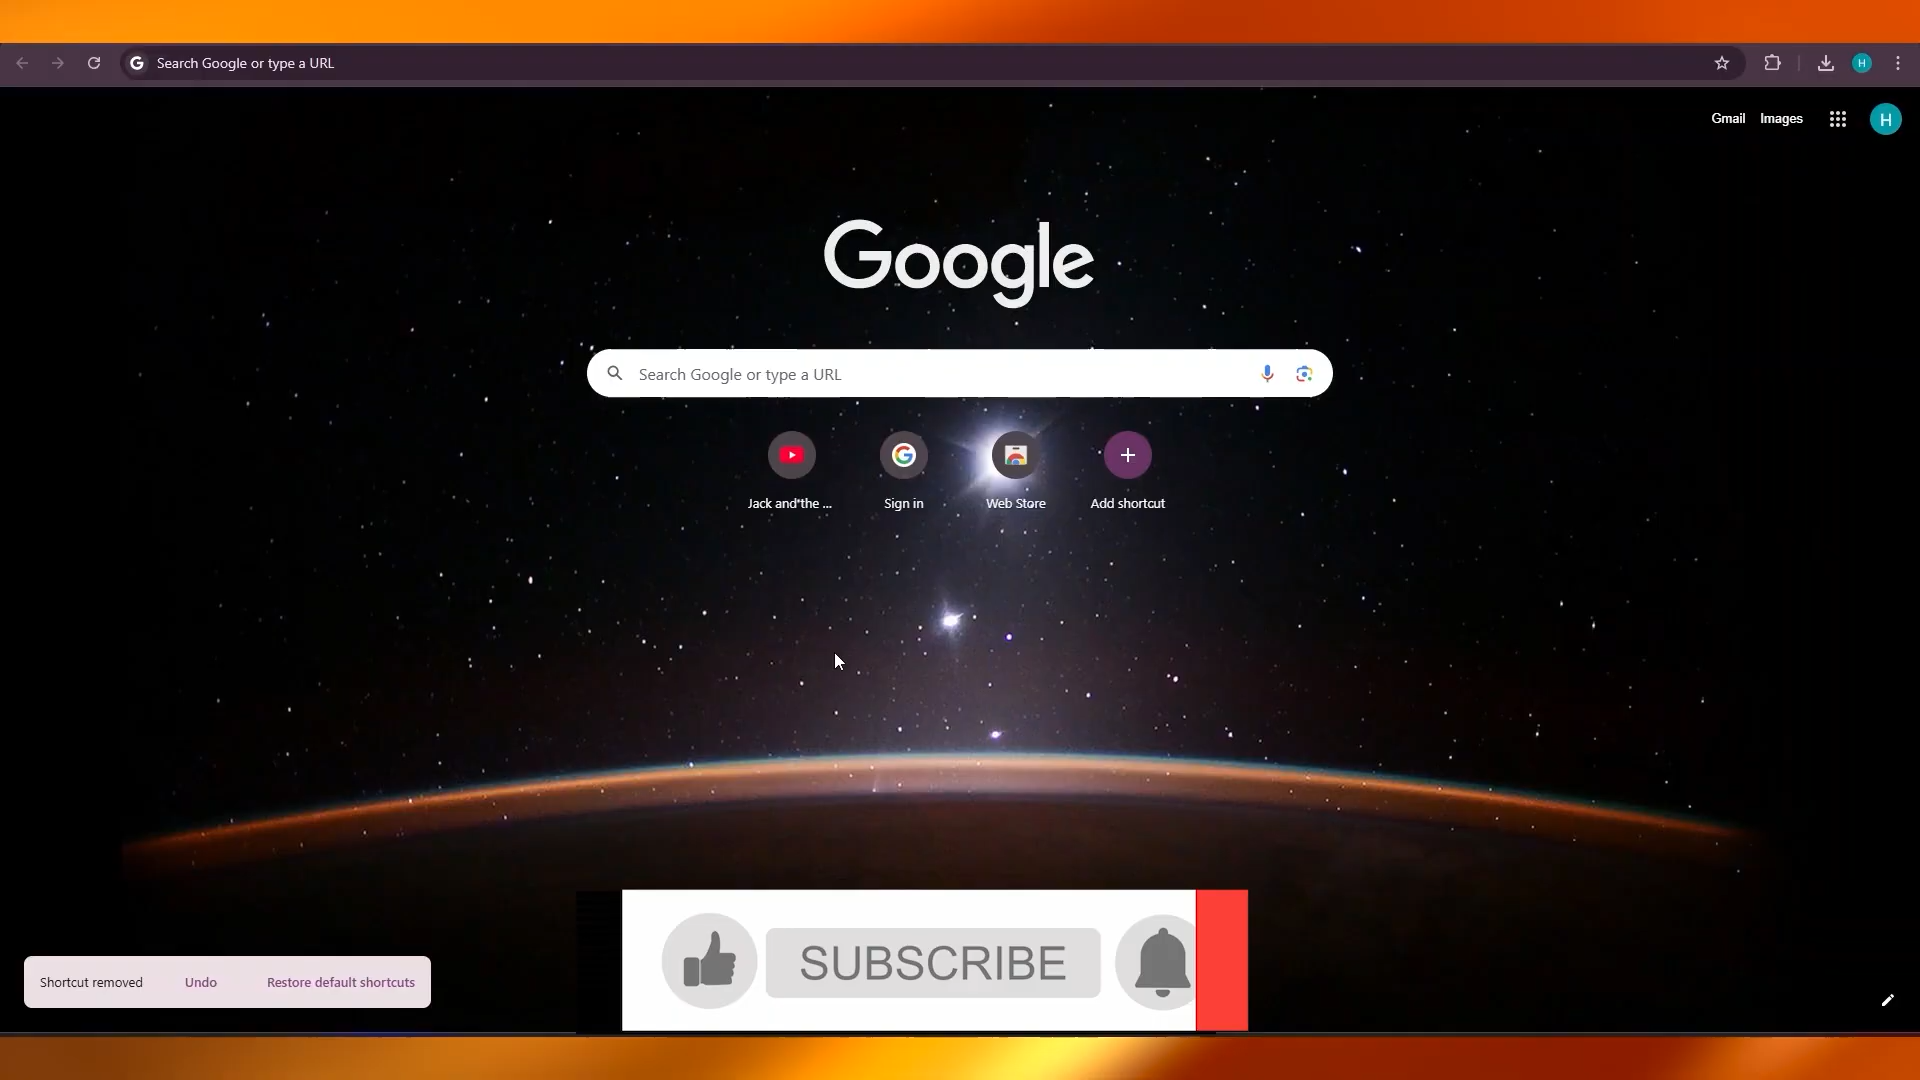 Search Google or type a URL
H
Gmail
Images
H
Google
Search Google or type a URL
Jack and the ...
Sign in
Web Store
Add shortcut
SUBSCRIBE
Shortcut removed
Undo
Restore default shortcuts